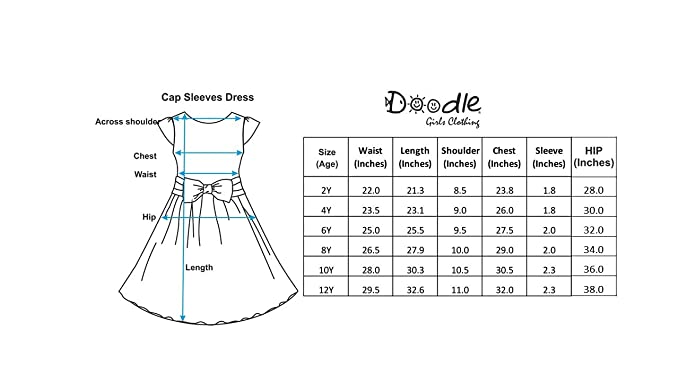 Cap Sleeves Dress
Across shoulder
Chest
Waist
Hip
Length
Doodle
Girls Clothing
Size (Age) Waist (Inches) Length (Inches) Shoulder (Inches) Chest (Inches) Sleeve (Inches) HIP (Inches)
2Y 22.0 21.3 8.5 23.8 1.8 28.0
4Y 23.5 23.1 9.0 26.0 1.8 30.0
6Y 25.0 25.5 9.5 27.5 2.0 32.0
8Y 26.5 27.9 10.0 29.0 2.0 34.0
10Y 28.0 30.3 10.5 30.5 2.3 36.0
12Y 29.5 32.6 11.0 32.0 2.3 38.0